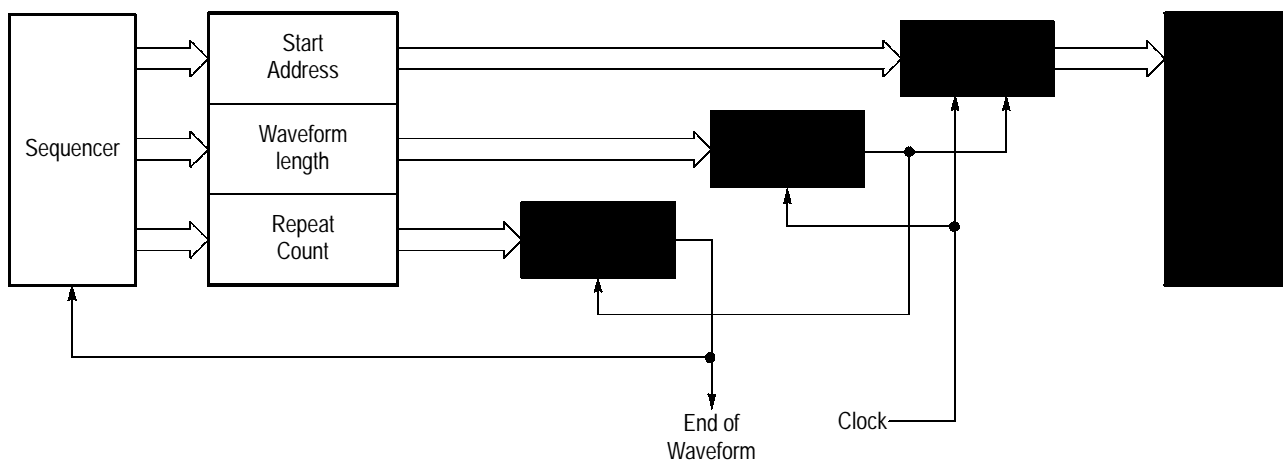 Sequencer
Start
Address
Waveform
length
Repeat
Count
End of
Waveform
Clock